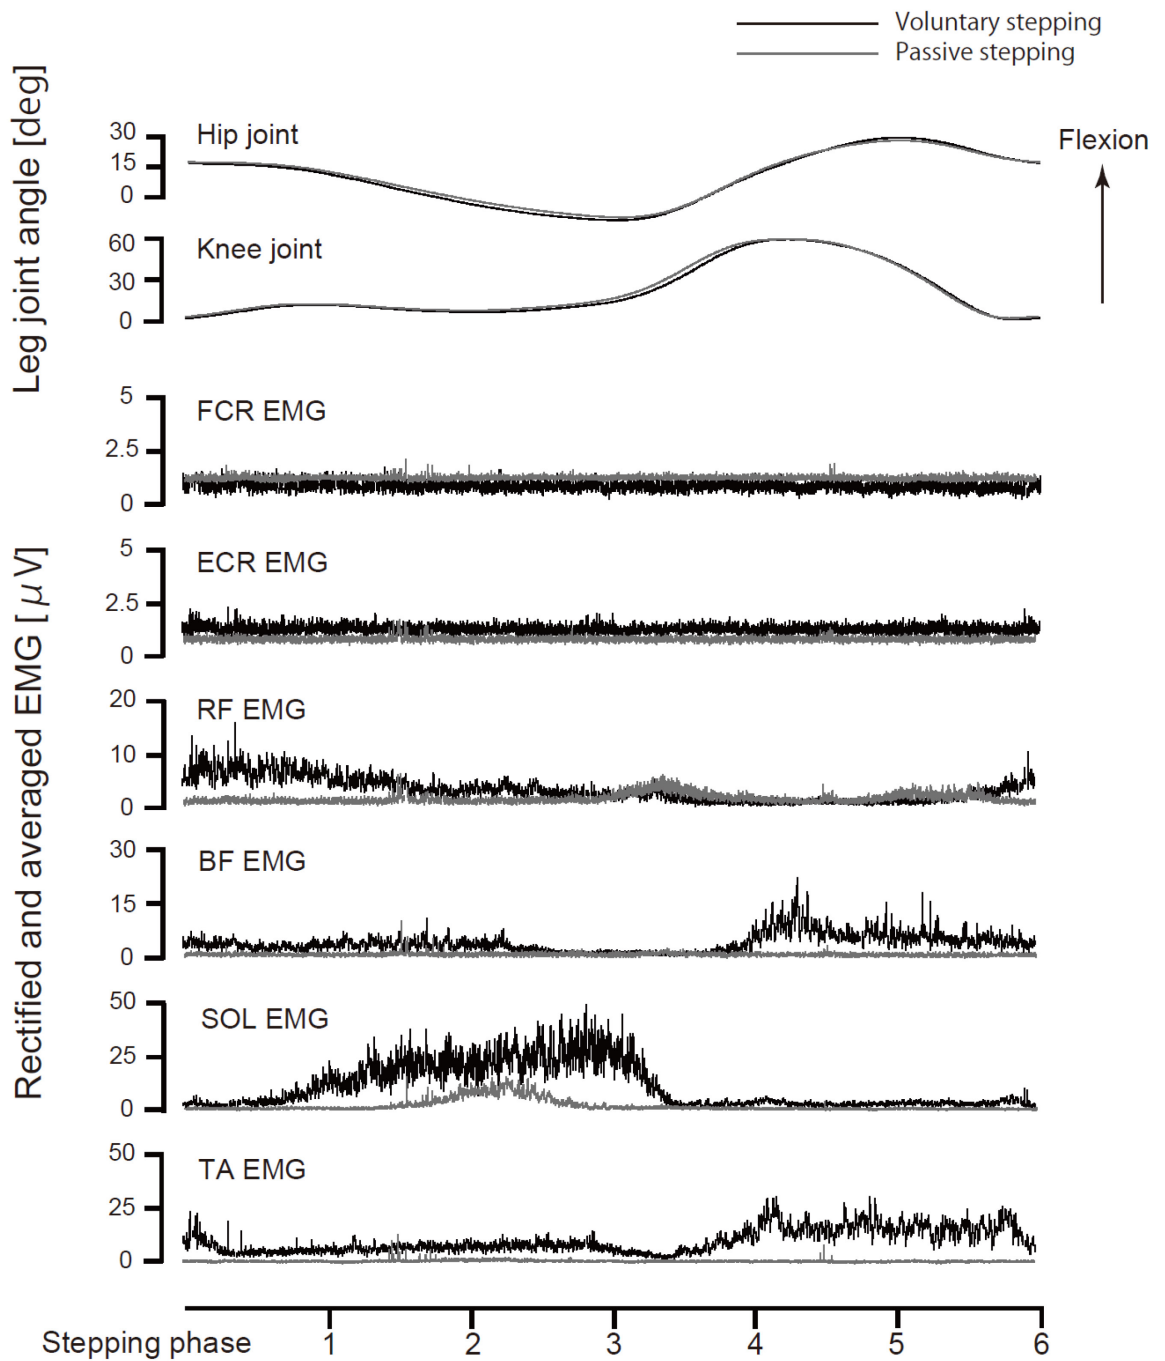 Voluntary stepping
Passive stepping
Leg joint angle [deg]
Hip joint
30
15
0
Flexion
Knee joint
60
30
0
Rectified and averaged EMG [ μV]
FCR EMG
5
2.5
0
ECR EMG
5
2.5
0
RF EMG
20
10
0
BF EMG
30
15
0
SOL EMG
50
25
0
TA EMG
50
25
0
Stepping phase 1 2 3 4 5 6